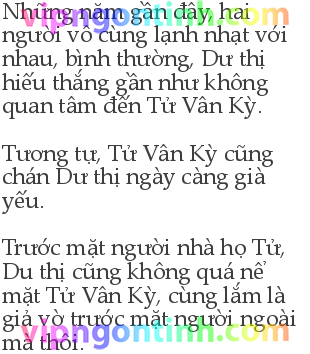 Những năm gần đây, hai
người vô cùng lạnh nhạt với
nhau, bình thường, Dư thị
hiếu thắng gần như không
quan tâm đến Tử Vân Kỳ.
Tương tự, Tử Vân Kỳ cũng
chán Dư thị ngày càng già
yếu.
Trước mặt người nhà họ Tử,
Du thị cũng không quá nể
mặt Tử Vân Kỳ, cùng lắm là
giả vờ trước mặt người ngoài
mà thôi.
vipngontinh.com
vipngontinh.com